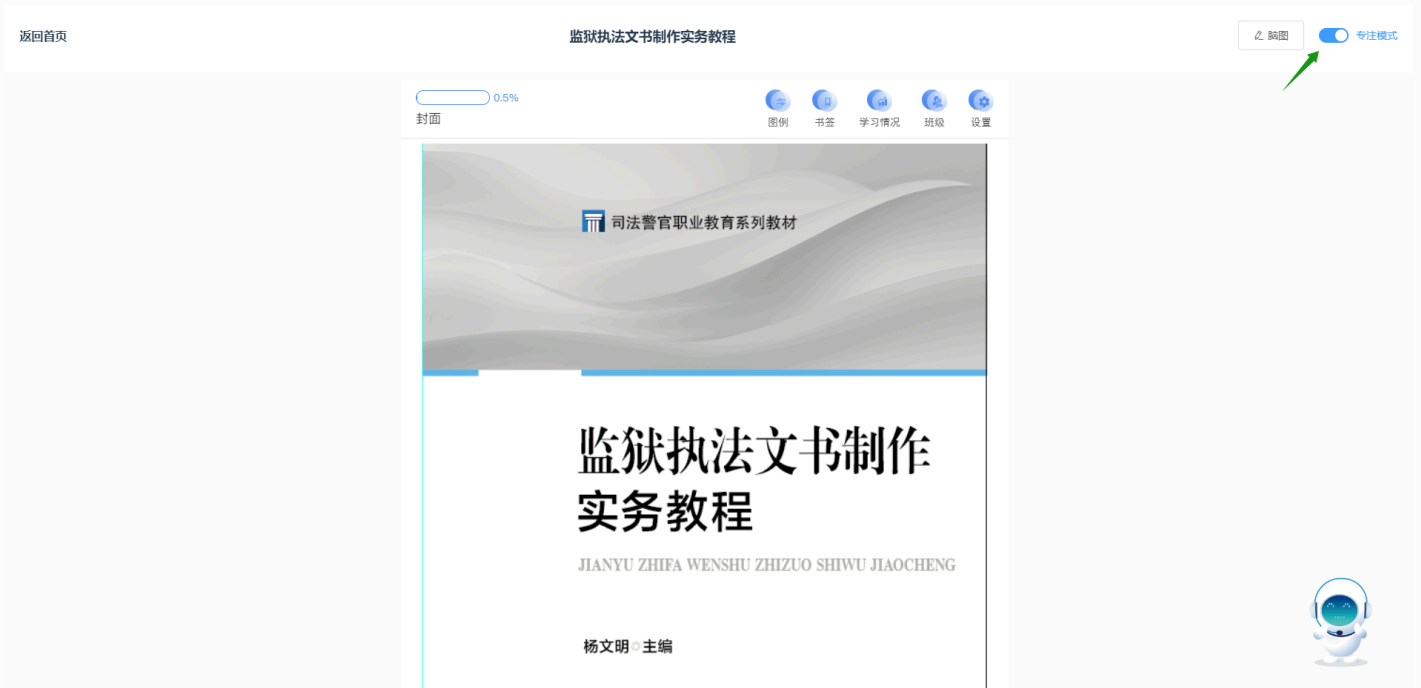 返回首页
监狱执法文书制作实务教程
脑图
专注模式
0.5%
封面
图例
书签
学习情况
班级
设置
司法警官职业教育系列教材
监狱执法文书制作
实务教程
JIANYU ZHIFA WENSHU ZHIZUO SHIWU JIAOCHENG
杨文明○主编